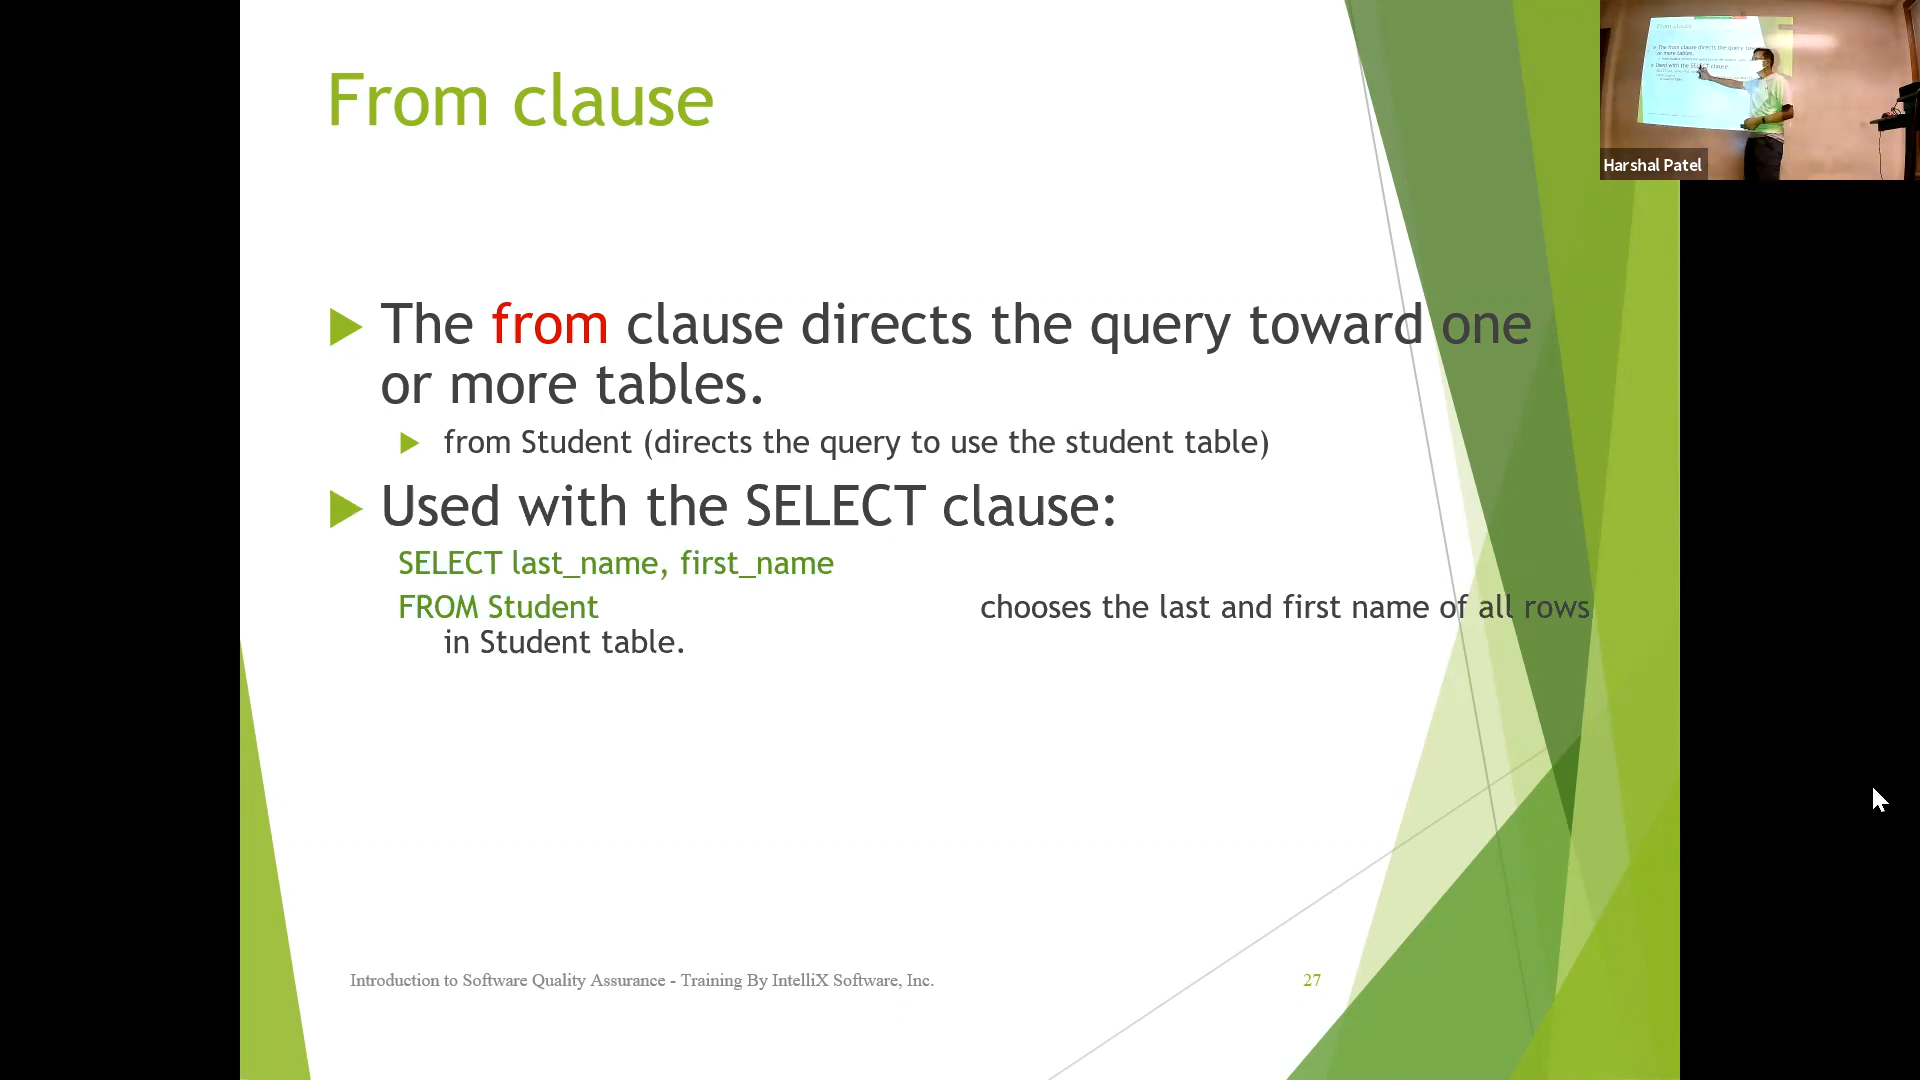 From clause
Harshal Patel
The from clause directs the query toward one
or more tables.
from Student (directs the query to use the student table)
Used with the SELECT clause:
SELECT last_name, first_name
FROM Student chooses the last and first name of all rows
in Student table.
Introduction to Software Quality Assurance - Training By IntelliX Software, Inc.
27